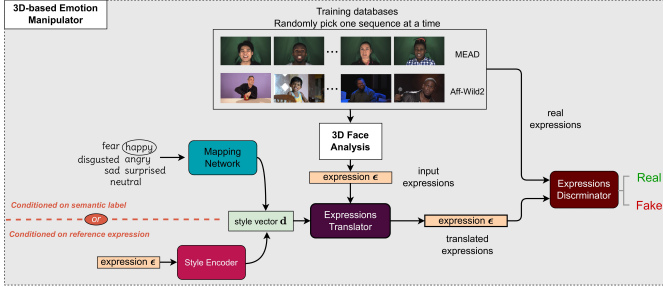 3D-based Emotion
Manipulator
Training databases
Randomly pick one sequence at a time
MEAD
Aff-Wild2
3D Face
Analysis
real
expressions
fear happy
disgusted angry
sad surprised
neutral
Mapping
Network
expression ϵ
input
expressions
Expressions
Discrminator
Real
Fake
Conditioned on semantic label
or
Conditioned on reference expression
style vector d
Expressions
Translator
expression ϵ
translated
expressions
expression ϵ
Style Encoder